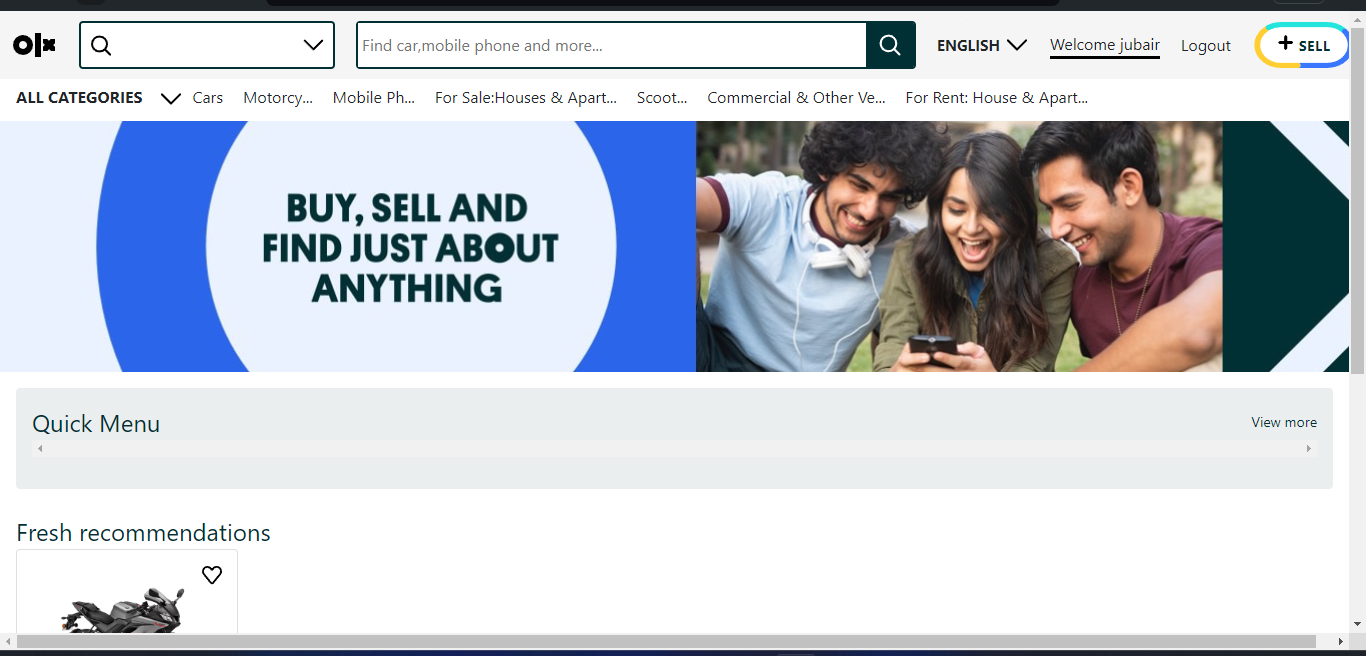 olx
Find car,mobile phone and more...
ENGLISH
Welcome jubair
Logout
+ SELL
ALL CATEGORIES
Cars
Motorcy...
Mobile Ph...
For Sale:Houses & Apart...
Scoot...
Commercial & Other Ve...
For Rent: House & Apart...
BUY, SELL AND
FIND JUST ABOUT
ANYTHING
Quick Menu
View more
Fresh recommendations